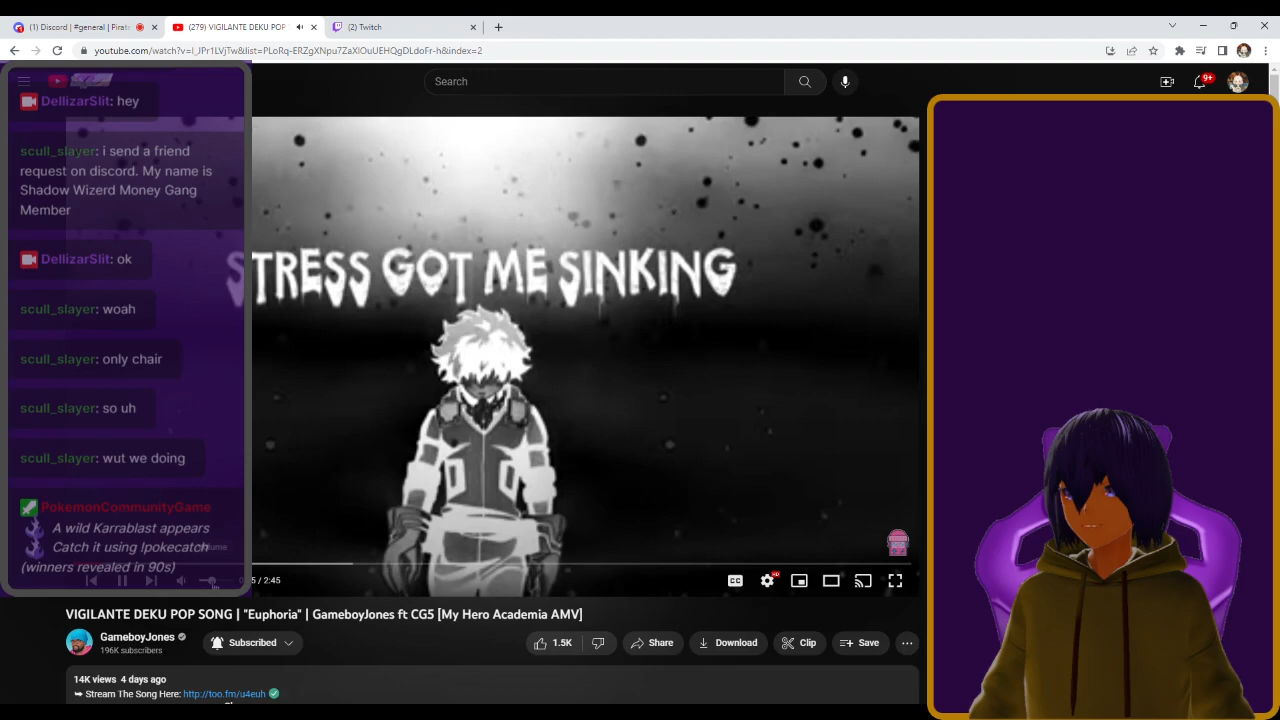 (1) Discord | #general | Pirat
(279) VIGILANTE DEKU POP
(2) Twitch
youtube.com/watch?v=l_JPr1LVjTw&list=PLoRq-ERZgXNpu7ZaXIOuUEHQgDLdoFr-h&index=2
Search
9+
DellizarSlit: hey
scull_slayer: i send a friend
request on discord. My name is
Shadow Wizerd Money Gang
Member
DellizarSlit: ok
scull_slayer: woah
scull_slayer: only chair
scull_slayer: so uh
scull_slayer: wut we doing
PokemonCommunityGame
A wild Karrablast appears
Catch it using !pokecatch
(winners revealed in 90s)
STRESS GOT ME SINKING
/ 2:45
CC
HD
VIGILANTE DEKU POP SONG | "Euphoria" | GameboyJones ft CG5 [My Hero Academia AMV]
GameboyJones
196K subscribers
Subscribed
1.5K
Share
Download
Clip
Save
14K views 4 days ago
➥ Stream The Song Here: http://too.fm/u4euh